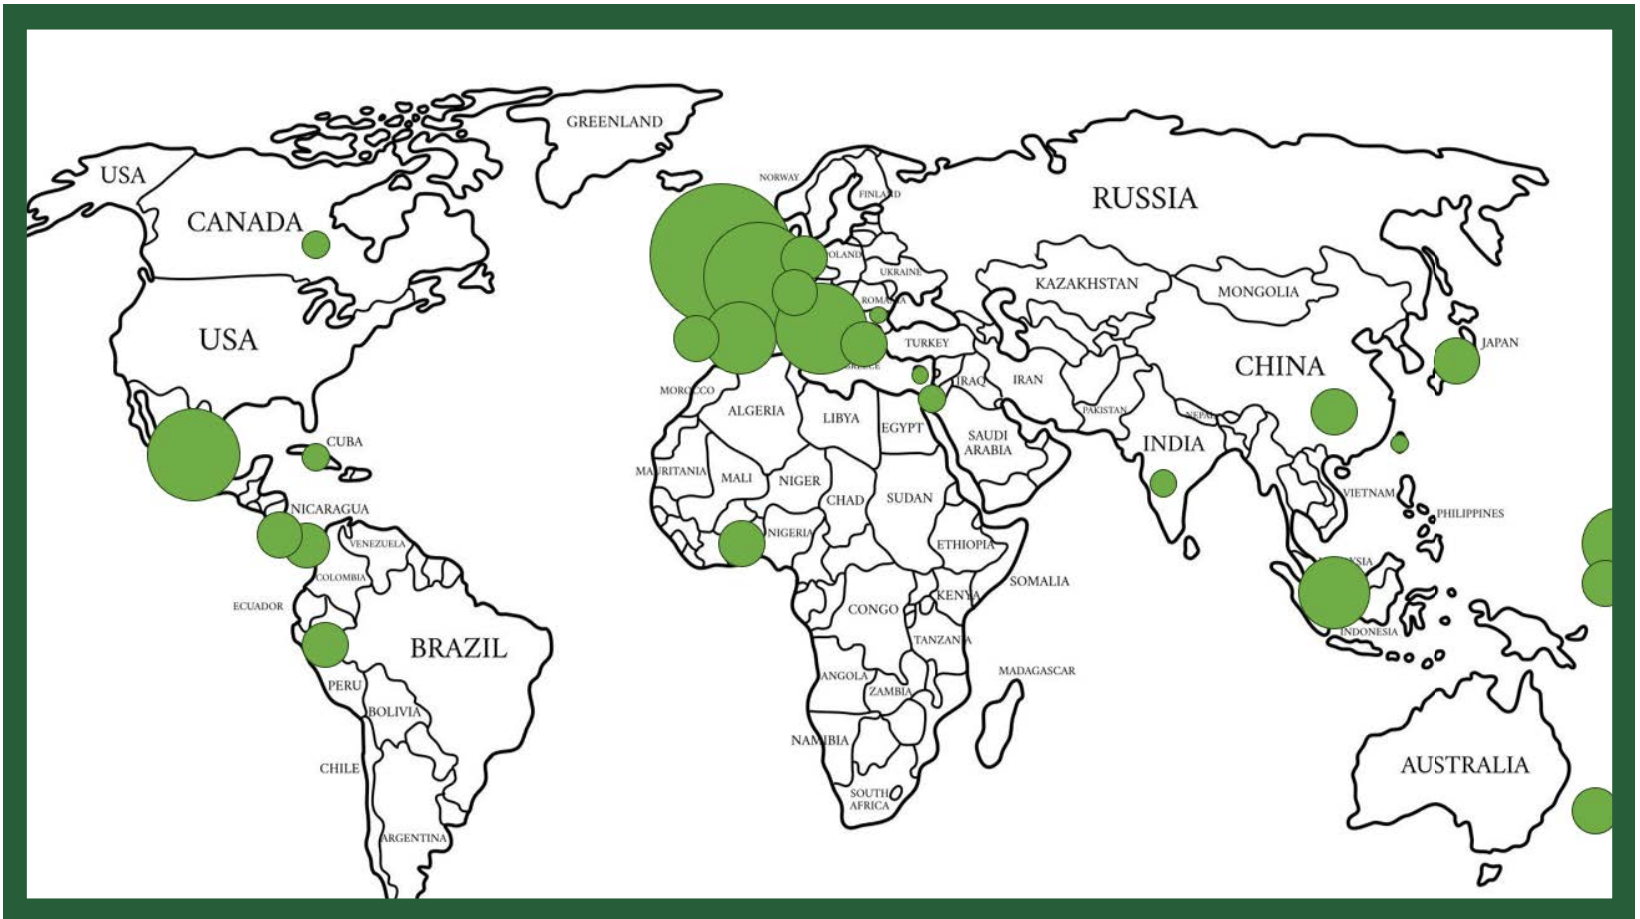 GREENLAND
USA
NORWAY
CANADA
FINLAND
RUSSIA
POLAND
UKRAINE
KAZAKHSTAN
MONGOLIA
ROMANIA
USA
TURKEY
JAPAN
CHINA
IRAQ
IRAN
MOROCCO
ALGERIA
LIBYA
EGYPT
PAKISTAN
NEPAL
CUBA
SAUDI
ARABIA
INDIA
MAURITANIA
MALI
NIGER
CHAD
SUDAN
VIETNAM
NICARAGUA
PHILIPPINES
VENEZUELA
NIGERIA
ETHIOPIA
YSIA
COLOMBIA
SOMALIA
KENYA
ECUADOR
CONGO
INDONESIA
BRAZIL
TANZANIA
MADAGASCAR
PERU
ANGOLA
ZAMBIA
BOLIVIA
NAMIBIA
CHILE
AUSTRALIA
SOUTH
AFRICA
ARGENTINA